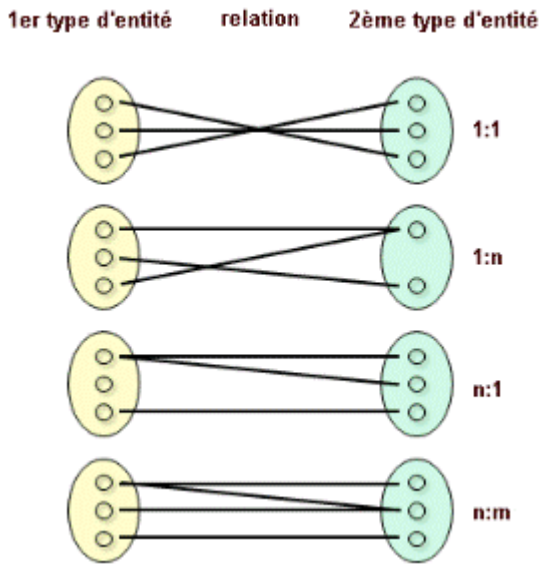 1er type d'entité relation 2ème type d'entité
1:1
1:n
n:1
n:m